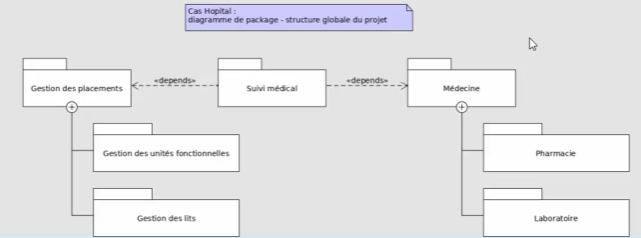 Cas Hopital :
diagramme de package - structure globale du projet
Gestion des placements
«depends»
Suivi médical
«depends»
Médecine
Gestion des unités fonctionnelles
Pharmacie
Gestion des lits
Laboratoire